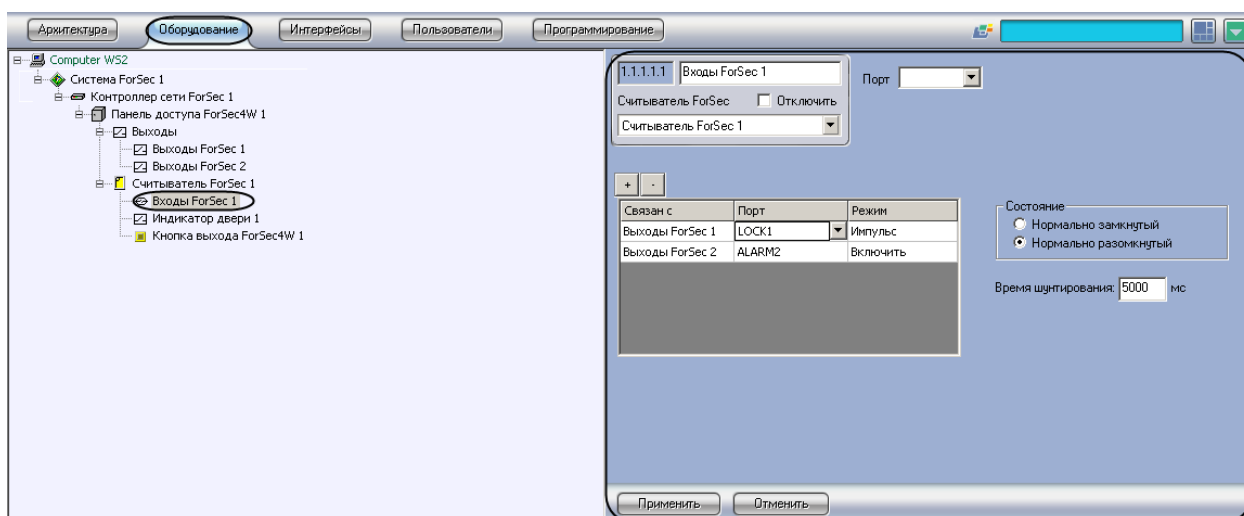 Архитектура Оборудование Интерфейсы Пользователи Программирование
Computer WS2
Система ForSec 1
Контроллер сети ForSec 1
Панель доступа ForSec4W 1
Выходы
Выходы ForSec 1
Выходы ForSec 2
Считыватель ForSec 1
Входы ForSec 1
Индикатор двери 1
Кнопка выхода ForSec4W 1
1.1.1.1.1 Входы ForSec 1 Порт
Считыватель ForSec Отключить
Считыватель ForSec 1
+ -
Связан с Порт Режим
Выходы ForSec 1 LOCK1 Импульс
Выходы ForSec 2 ALARM2 Включить
Состояние
Нормально замкнутый
Нормально разомкнутый
Время шунтирования: 5000 мс
Применить Отменить